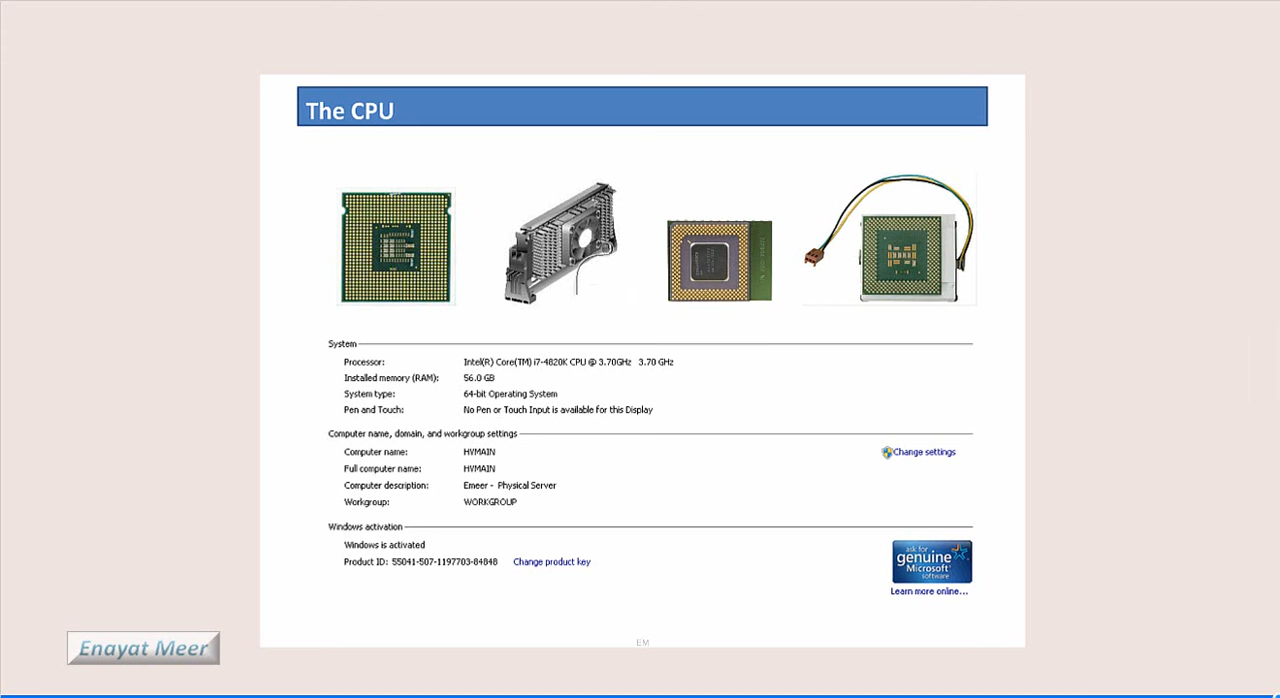 The CPU
System
Processor: Intel(R) Core(TM) i7-4820K CPU @ 3.70GHz 3.70 GHz
Installed memory (RAM): 56.0 GB
System type: 64-bit Operating System
Pen and Touch: No Pen or Touch Input is available for this Display
Computer name, domain, and workgroup settings
Computer name: HVMAIN
Change settings
Full computer name: HVMAIN
Computer description: Emeer - Physical Server
Workgroup: WORKGROUP
Windows activation
Windows is activated
Product ID: 55041-507-1197703-84848 Change product key
ask for
genuine
Microsoft
software
Learn more online...
EM
Enayat Meer